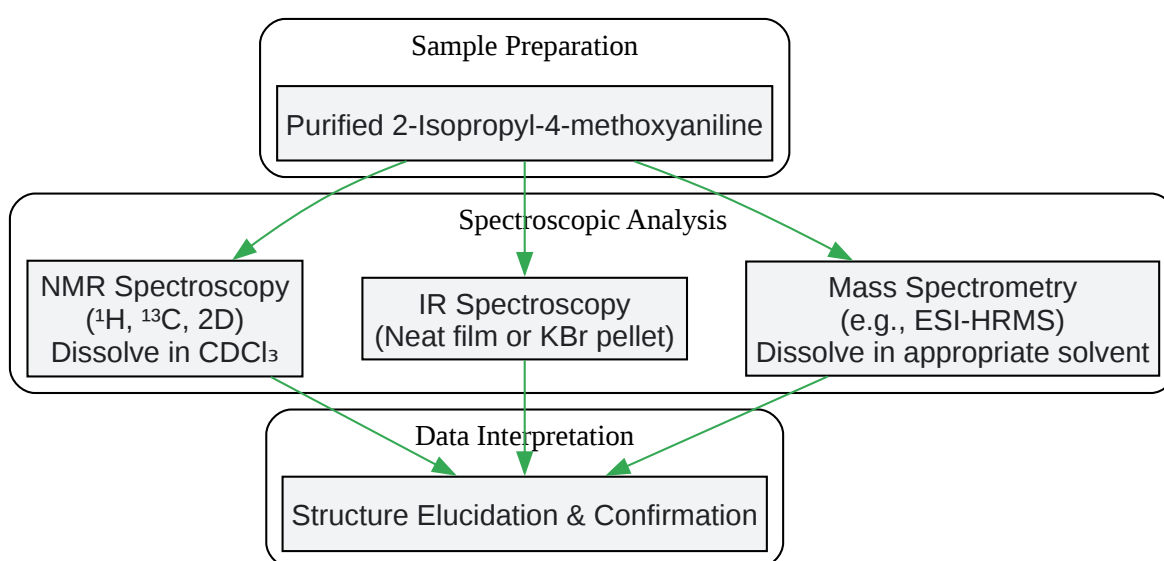 Sample Preparation
Purified 2-Isopropyl-4-methoxyaniline
Spectroscopic Analysis
NMR Spectroscopy
(¹H, ¹³C, 2D)
Dissolve in CDCl₃
IR Spectroscopy
(Neat film or KBr pellet)
Mass Spectrometry
(e.g., ESI-HRMS)
Dissolve in appropriate solvent
Data Interpretation
Structure Elucidation & Confirmation